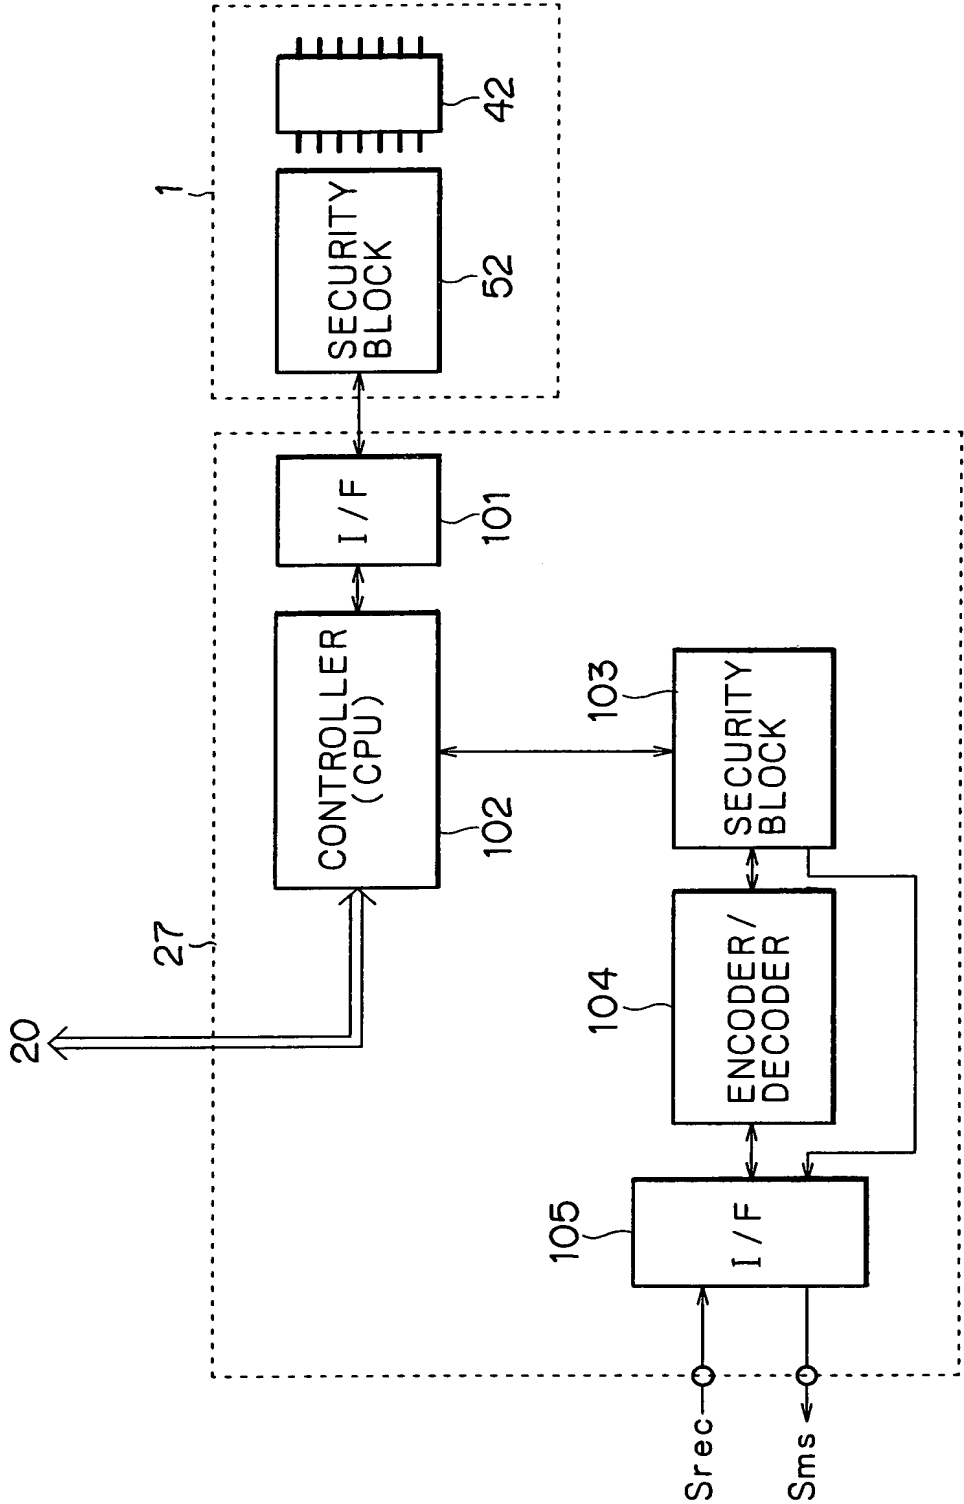 20
27
1
CONTROLLER
(CPU)
102
I/F
101
SECURITY
BLOCK
52
42
105
I/F
104
ENCODER/
DECODER
103
SECURITY
BLOCK
Srec
Sms